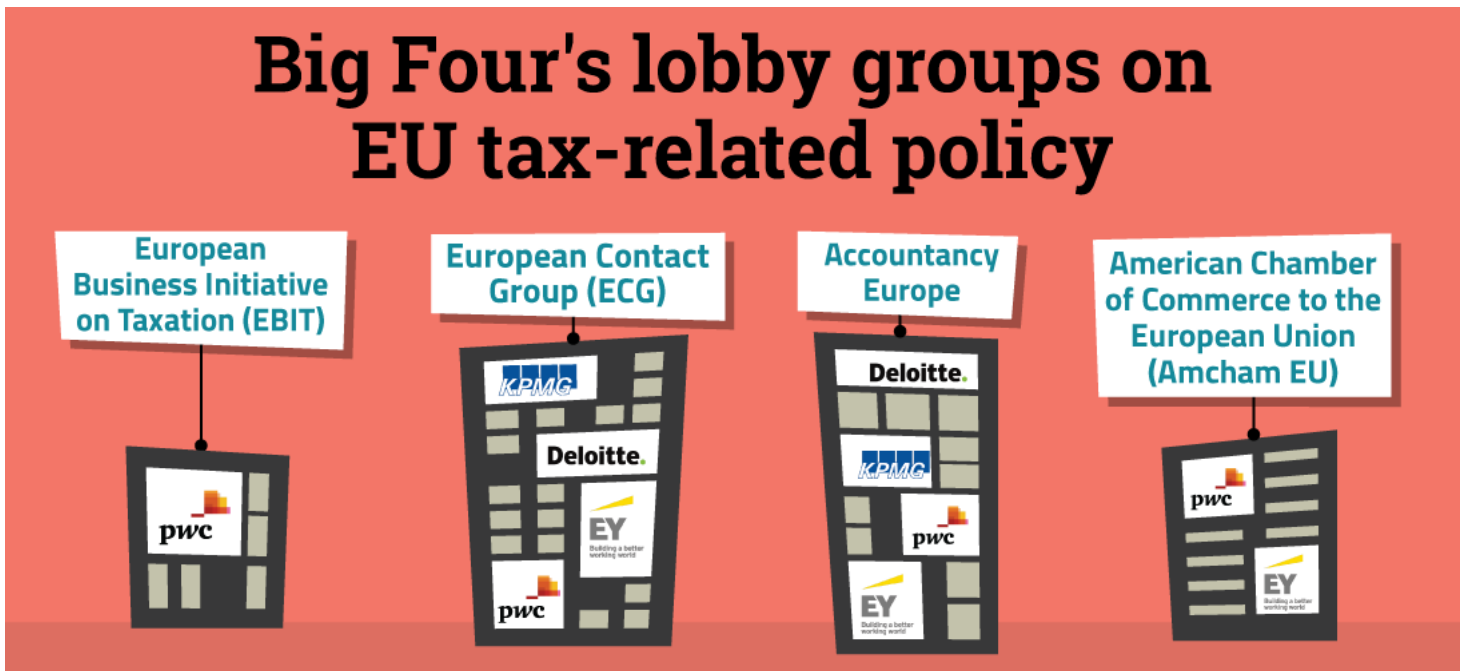 Big Four's lobby groups on
EU tax-related policy
European
Business Initiative
on Taxation (EBIT)
European Contact
Group (ECG)
Accountancy
Europe
American Chamber
of Commerce to the
European Union
(Amcham EU)
pwc
KPMG
Deloitte.
EY
Building a better
working world
pwc
Deloitte.
KPMG
pwc
EY
Building a better
working world
pwc
EY
Building a better
working world